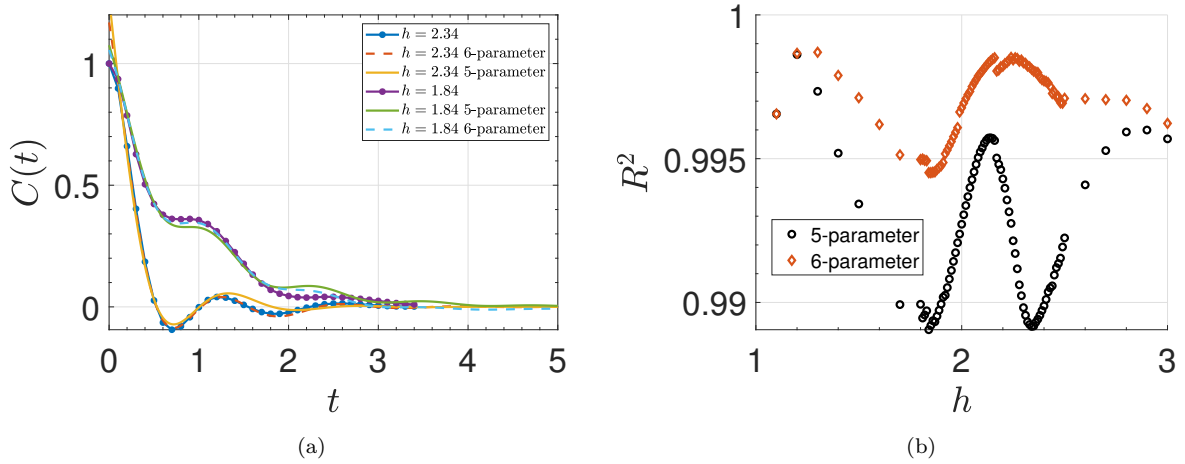 C(t)
1
0.5
0
0 1 2 3 4 5
t
h = 2.34
h = 2.34 6-parameter
h = 2.34 5-parameter
h = 1.84
h = 1.84 5-parameter
h = 1.84 6-parameter
(a)
R²
1
0.995
0.99
1 2 3
h
5-parameter
6-parameter
(b)